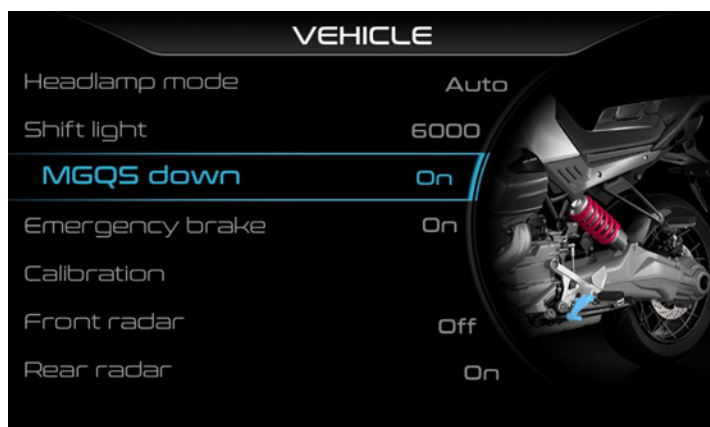 VEHICLE
Headlamp mode Auto
Shift light 6000
MGQS down On
Emergency brake On
Calibration
Front radar Off
Rear radar On